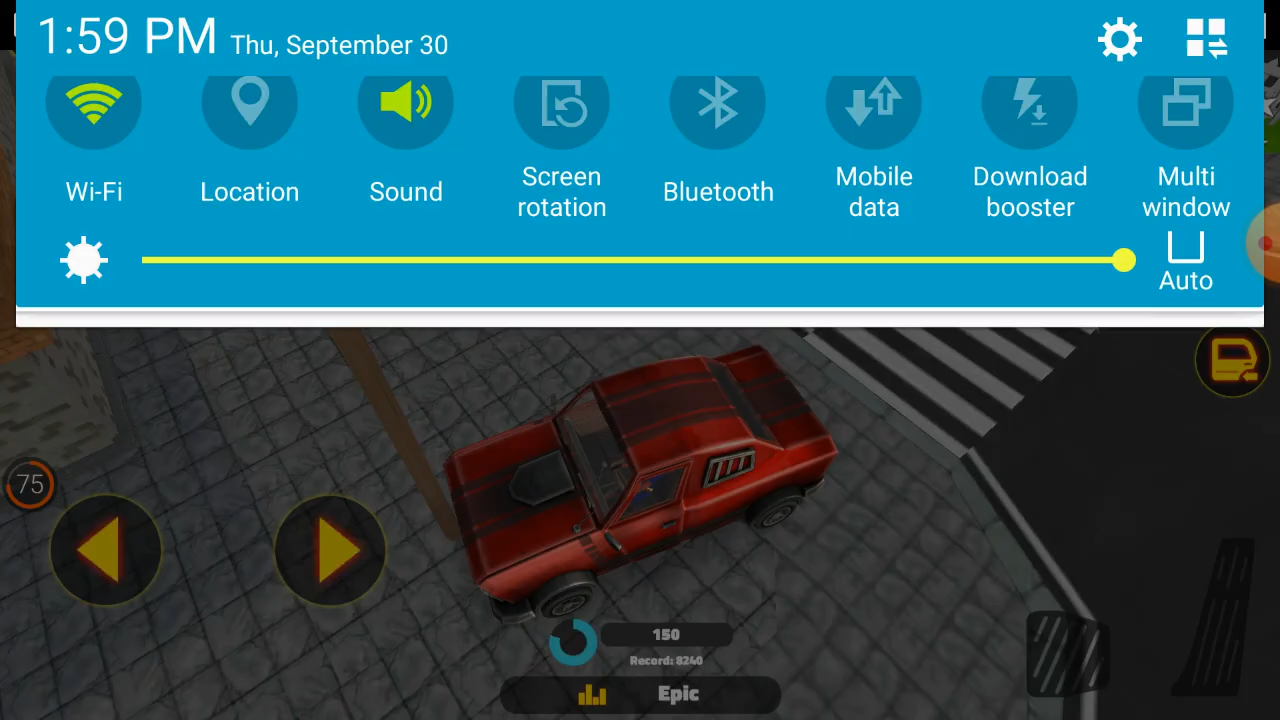 1:59 PM Thu, September 30
Wi-Fi
Location
Sound
Screen
rotation
Bluetooth
Mobile
data
Download
booster
Multi
window
Auto
75
150
Record: 8240
Epic